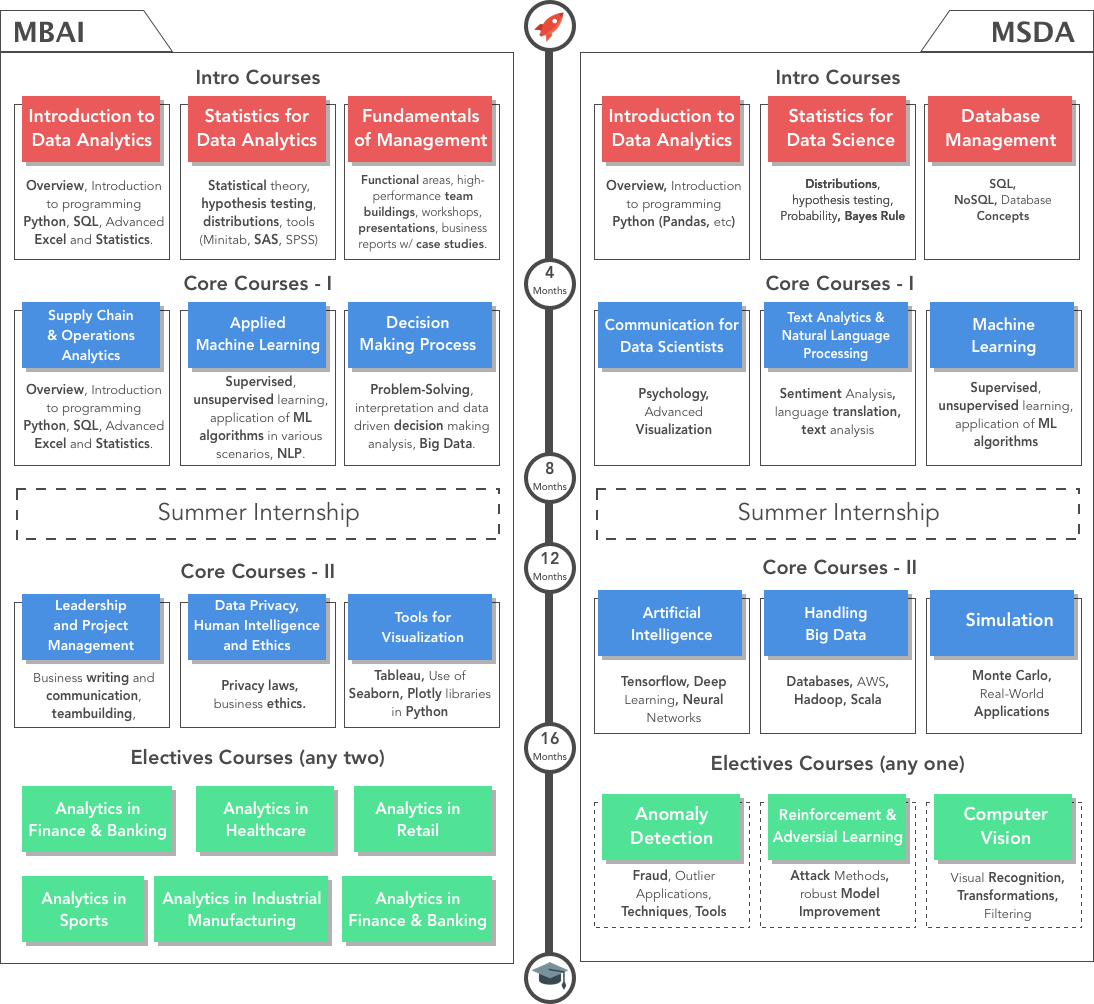 MBAI
Intro Courses
Introduction to
Data Analytics
Overview, Introduction
to programming
Python, SQL, Advanced
Excel and Statistics.
Statistics for
Data Analytics
Statistical theory,
hypothesis testing,
distributions, tools
(Minitab, SAS, SPSS)
Fundamentals
of Management
Functional areas, high-
performance team
buildings, workshops,
presentations, business
reports w/ case studies.
Core Courses - I
Supply Chain
& Operations
Analytics
Overview, Introduction
to programming
Python, SQL, Advanced
Excel and Statistics.
Applied
Machine Learning
Supervised,
unsupervised learning,
application of ML
algorithms in various
scenarios, NLP.
Decision
Making Process
Problem-Solving,
interpretation and data
driven decision making
analysis, Big Data.
Summer Internship
Core Courses - II
Leadership
and Project
Management
Business writing and
communication,
teambuilding,
Data Privacy,
Human Intelligence
and Ethics
Privacy laws,
business ethics.
Tools for
Visualization
Tableau, Use of
Seaborn, Plotly libraries
in Python
Electives Courses (any two)
Analytics in
Finance & Banking
Analytics in
Healthcare
Analytics in
Retail
Analytics in
Sports
Analytics in Industrial
Manufacturing
Analytics in
Finance & Banking
4
Months
8
Months
12
Months
16
Months
MSDA
Intro Courses
Introduction to
Data Analytics
Overview, Introduction
to programming
Python (Pandas, etc)
Statistics for
Data Science
Distributions,
hypothesis testing,
Probability, Bayes Rule
Database
Management
SQL,
NoSQL, Database
Concepts
Core Courses - I
Communication for
Data Scientists
Psychology,
Advanced
Visualization
Text Analytics &
Natural Language
Processing
Sentiment Analysis,
language translation,
text analysis
Machine
Learning
Supervised,
unsupervised learning,
application of ML
algorithms
Summer Internship
Core Courses - II
Artificial
Intelligence
Tensorflow, Deep
Learning, Neural
Networks
Handling
Big Data
Databases, AWS,
Hadoop, Scala
Simulation
Monte Carlo,
Real-World
Applications
Electives Courses (any one)
Anomaly
Detection
Fraud, Outlier
Applications,
Techniques, Tools
Reinforcement &
Adversial Learning
Attack Methods,
robust Model
Improvement
Computer
Vision
Visual Recognition,
Transformations,
Filtering